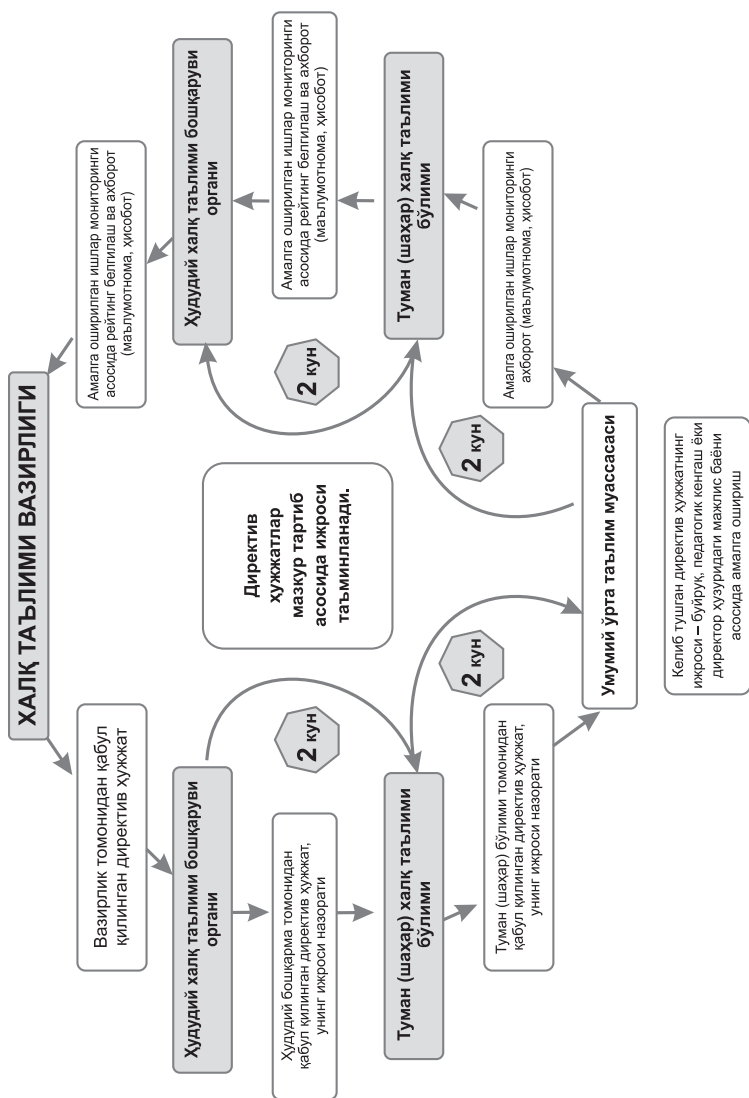 ХАЛҚ ТАЪЛИМИ ВАЗИРЛИГИ
Вазирлик томонидан қабул
қилинган директив ҳужжат
Ҳудудий халқ таълими бошқаруви
органи
Ҳудудий бошқарма томонидан
қабул қилинган директив ҳужжат,
унинг ижроси назорати
Туман (шаҳар) халқ таълими
бўлими
Туман (шаҳар) бўлими томонидан
қабул қилинган директив ҳужжат,
унинг ижроси назорати
2 кун
2 кун
Директив
ҳужжатлар
мазкур тартиб
асосида ижроси
таъминланади.
Умумий ўрта таълим муассасаси
Келиб тушган директив ҳужжатнинг
ижроси – буйруқ, педагогик кенгаш ёки
директор ҳузуридаги мажлис баёни
асосида амалга ошириш
2 кун
2 кун
Амалга оширилган ишлар мониторинги
асосида рейтинг белгилаш ва ахборот
(маълумотнома, ҳисобот)
Ҳудудий халқ таълими бошқаруви
органи
Амалга оширилган ишлар мониторинги
асосида рейтинг белгилаш ва ахборот
(маълумотнома, ҳисобот)
Туман (шаҳар) халқ таълими
бўлими
Амалга оширилган ишлар мониторинги
ахборот (маълумотнома, ҳисобот)